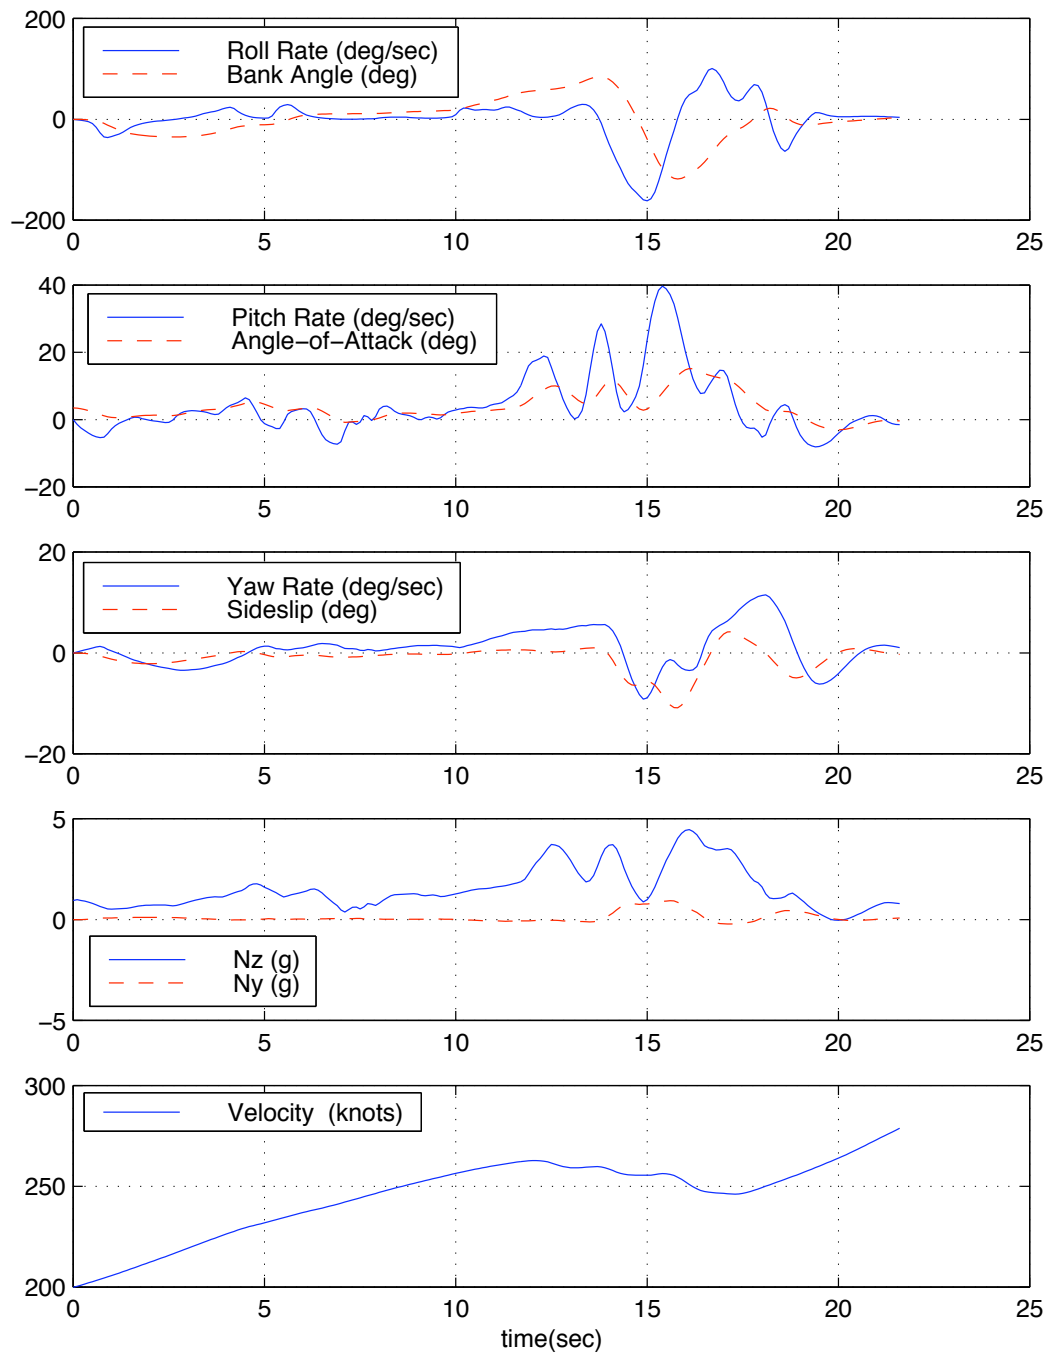 200
Roll Rate (deg/sec)
Bank Angle (deg)
0
−200
0 5 10 15 20 25
40
Pitch Rate (deg/sec)
Angle−of−Attack (deg)
20
0
−20
0 5 10 15 20 25
20
Yaw Rate (deg/sec)
Sideslip (deg)
0
−20
0 5 10 15 20 25
5
0
Nz (g)
Ny (g)
−5
0 5 10 15 20 25
300
Velocity (knots)
250
200
0 5 10 15 20 25
time(sec)